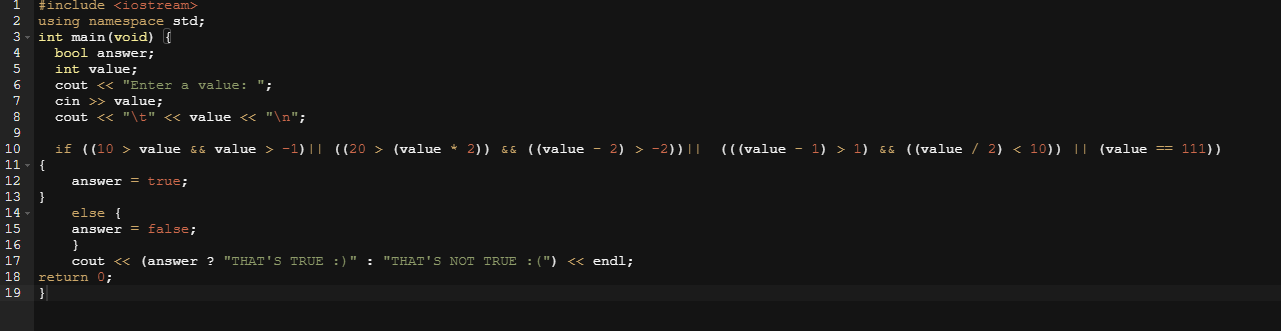 1 #include <iostream>
2 using namespace std;
3 int main(void) {
4 bool answer;
5 int value;
6 cout << "Enter a value: ";
7 cin >> value;
8 cout << "\t" << value << "\n";
9
10 if ((10 > value && value > -1)|| ((20 > (value * 2)) && ((value - 2) > -2))|| (((value - 1) > 1) && ((value / 2) < 10)) || (value == 111))
11 {
12 answer = true;
13 }
14 else {
15 answer = false;
16 }
17 cout << (answer ? "THAT'S TRUE :)" : "THAT'S NOT TRUE :(") << endl;
18 return 0;
19 }